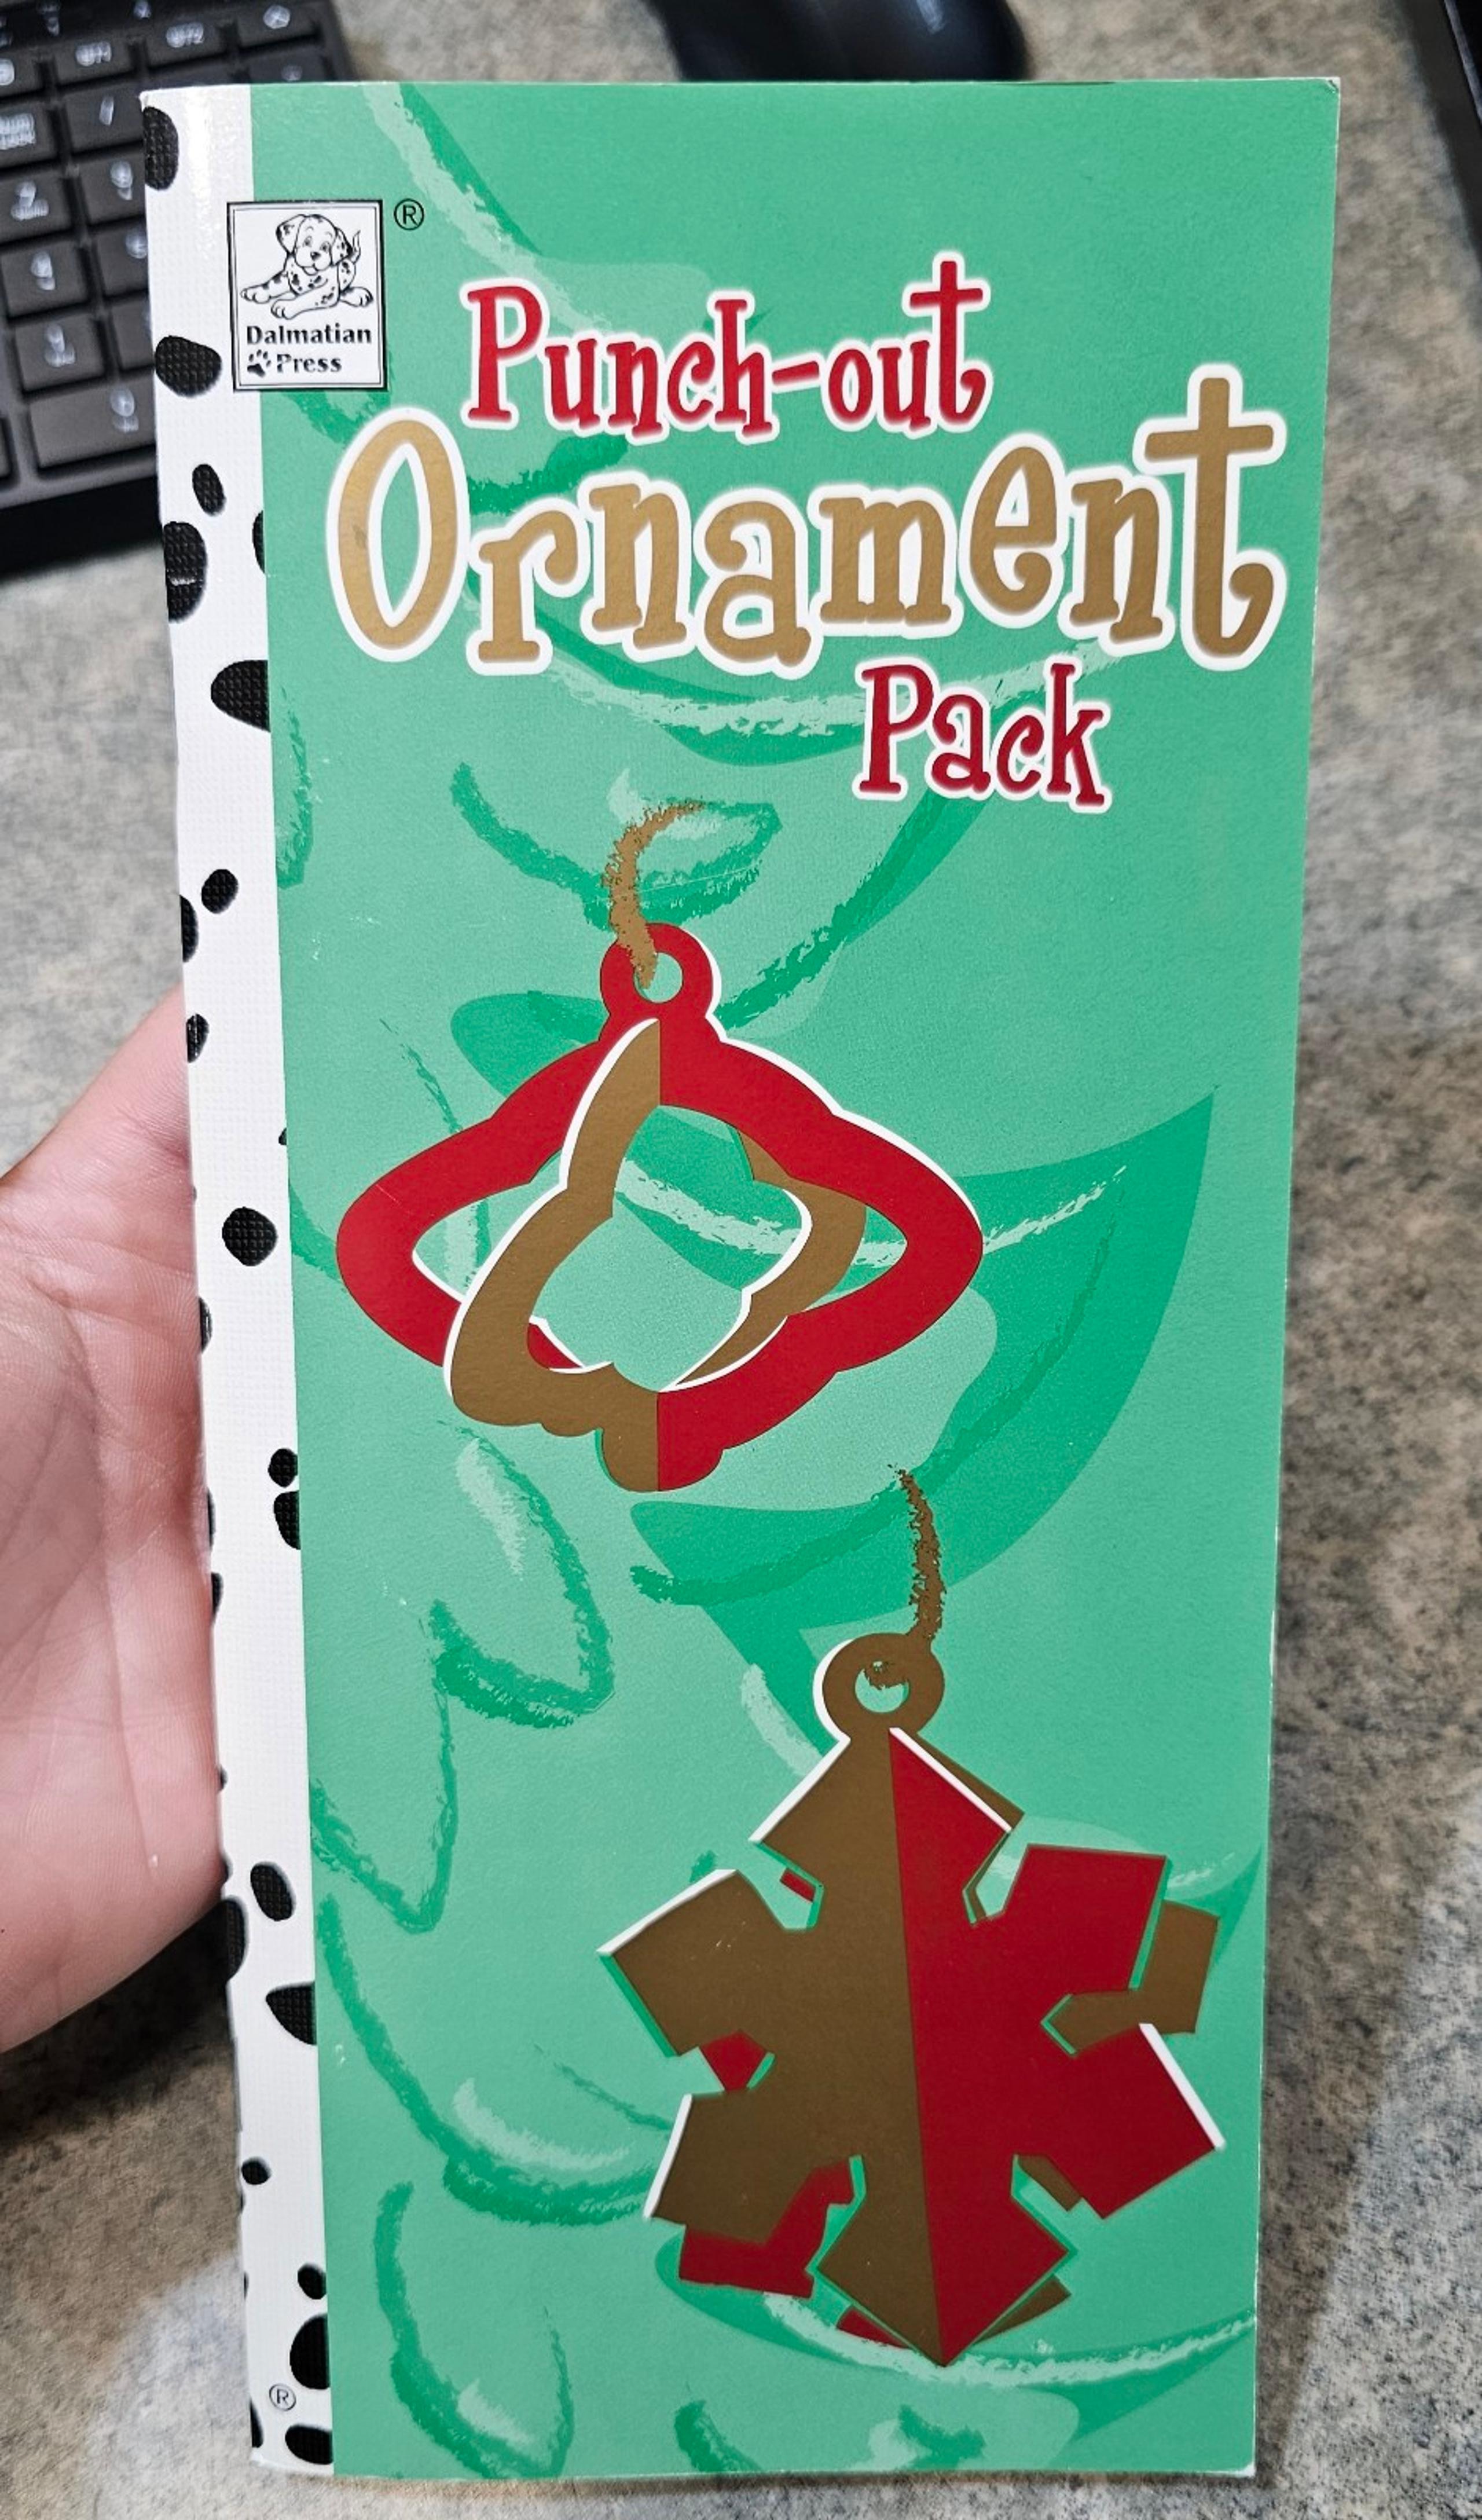 ®
Dalmatian
Press
Punch-out
Ornament
Pack
®